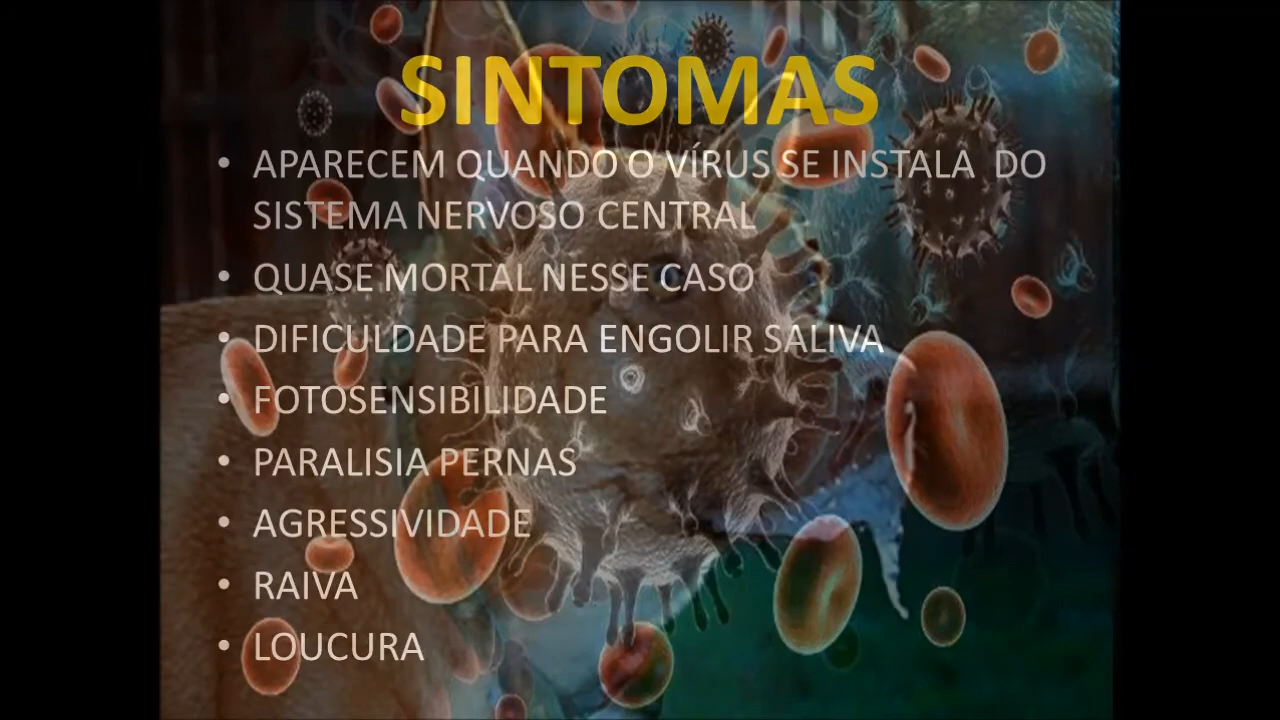 SINTOMAS
• APARECEM QUANDO O VÍRUS SE INSTALA DO
SISTEMA NERVOSO CENTRAL
• QUASE MORTAL NESSE CASO
• DIFICULDADE PARA ENGOLIR SALIVA
• FOTOSENSIBILIDADE
• PARALISIA PERNAS
• AGRESSIVIDADE
• RAIVA
• LOUCURA